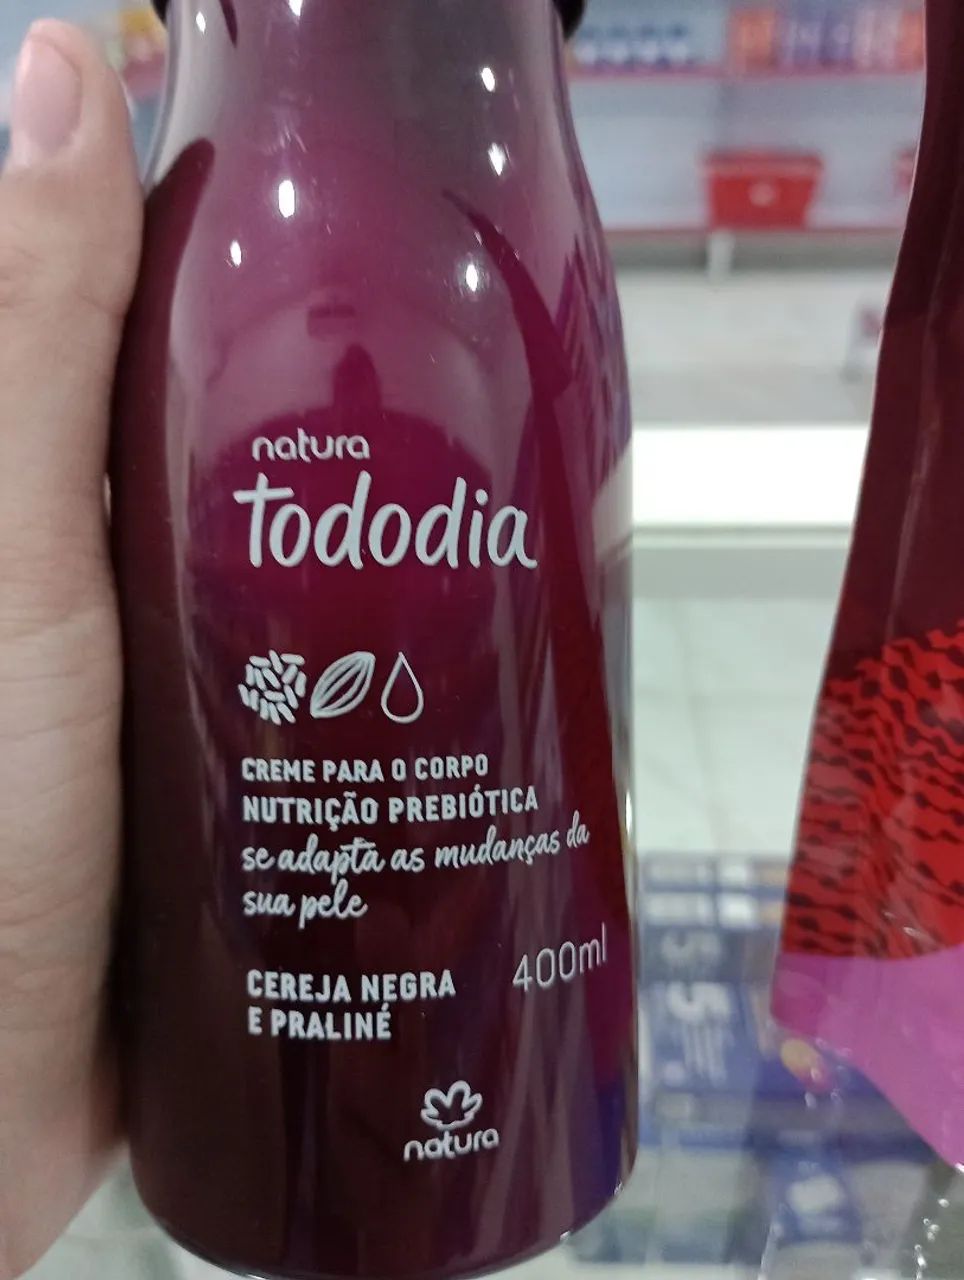 natura
Tododia
CREME PARA O CORPO
NUTRIÇÃO PREBIÓTICA
se adapta as mudanças da
sua pele
400ml
CEREJA NEGRA
E PRALINÉ
natura